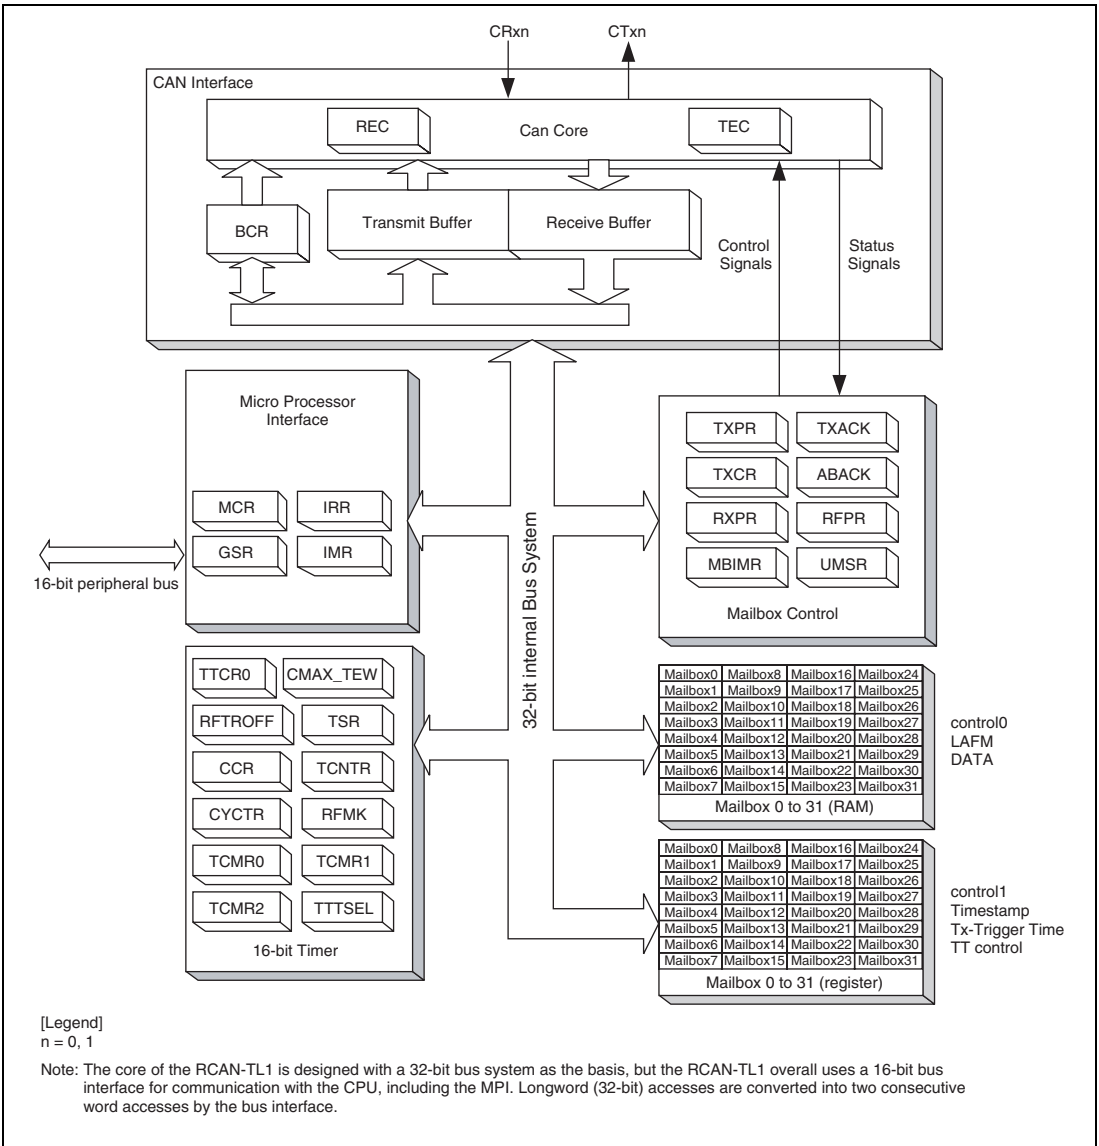 CRxn
CTxn
CAN Interface
REC
Can Core
TEC
BCR
Transmit Buffer
Receive Buffer
Control
Signals
Status
Signals
Micro Processor
Interface
MCR
IRR
GSR
IMR
16-bit peripheral bus
32-bit internal Bus System
TXPR
TXACK
TXCR
ABACK
RXPR
RFPR
MBIMR
UMSR
Mailbox Control
TTCR0
CMAX_TEW
RFTROFF
TSR
CCR
TCNTR
CYCTR
RFMK
TCMR0
TCMR1
TCMR2
TTTSEL
16-bit Timer
Mailbox0 Mailbox8 Mailbox16 Mailbox24
Mailbox1 Mailbox9 Mailbox17 Mailbox25
Mailbox2 Mailbox10 Mailbox18 Mailbox26
Mailbox3 Mailbox11 Mailbox19 Mailbox27
Mailbox4 Mailbox12 Mailbox20 Mailbox28
Mailbox5 Mailbox13 Mailbox21 Mailbox29
Mailbox6 Mailbox14 Mailbox22 Mailbox30
Mailbox7 Mailbox15 Mailbox23 Mailbox31
Mailbox 0 to 31 (RAM)
control0
LAFM
DATA
Mailbox0 Mailbox8 Mailbox16 Mailbox24
Mailbox1 Mailbox9 Mailbox17 Mailbox25
Mailbox2 Mailbox10 Mailbox18 Mailbox26
Mailbox3 Mailbox11 Mailbox19 Mailbox27
Mailbox4 Mailbox12 Mailbox20 Mailbox28
Mailbox5 Mailbox13 Mailbox21 Mailbox29
Mailbox6 Mailbox14 Mailbox22 Mailbox30
Mailbox7 Mailbox15 Mailbox23 Mailbox31
Mailbox 0 to 31 (register)
control1
Timestamp
Tx-Trigger Time
TT control
[Legend]
n = 0, 1
Note: The core of the RCAN-TL1 is designed with a 32-bit bus system as the basis, but the RCAN-TL1 overall uses a 16-bit bus
interface for communication with the CPU, including the MPI. Longword (32-bit) accesses are converted into two consecutive
word accesses by the bus interface.